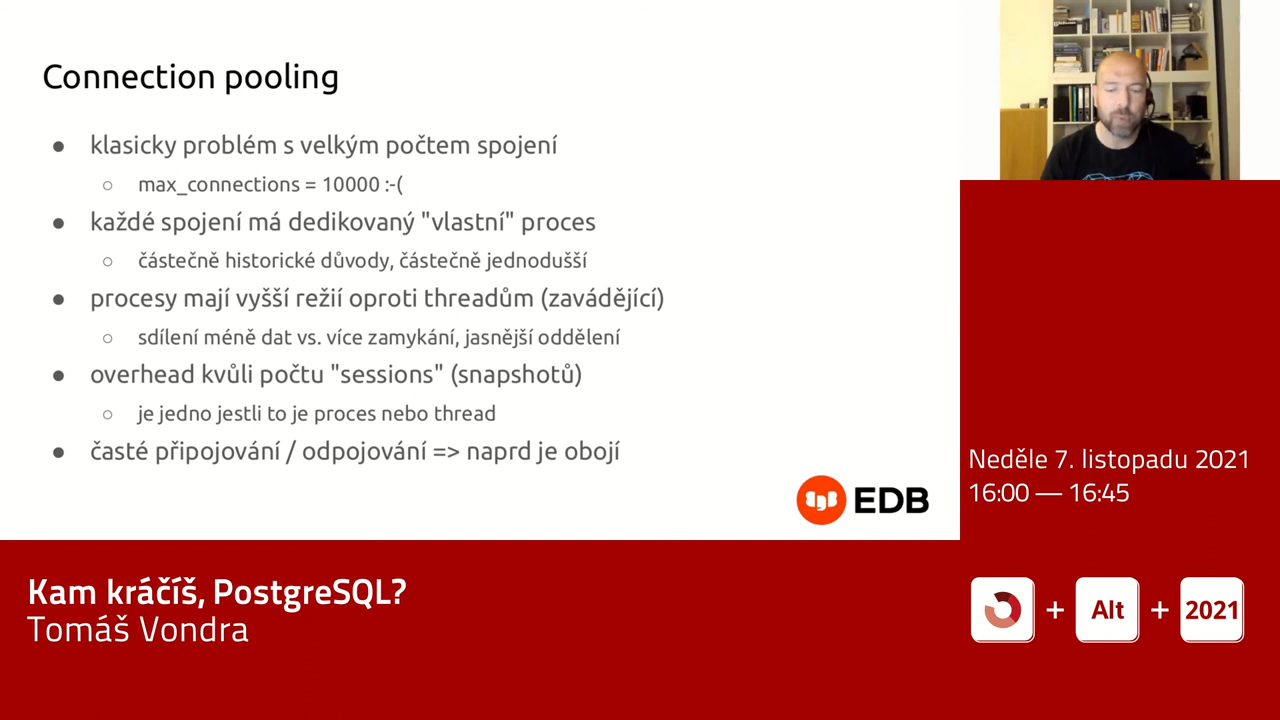 Connection pooling
● klasicky problém s velkým počtem spojení
○ max_connections = 10000 :-(
● každé spojení má dedikovaný "vlastní" proces
○ částečně historické důvody, částečně jednodušší
● procesy mají vyšší režií oproti threadům (zavádějící)
○ sdílení méně dat vs. více zamykání, jasnější oddělení
● overhead kvůli počtu "sessions" (snapshotů)
○ je jedno jestli to je proces nebo thread
● časté připojování / odpojování => naprd je obojí
EDB
Neděle 7. listopadu 2021
16:00 — 16:45
Kam kráčíš, PostgreSQL?
Tomáš Vondra
+ Alt + 2021